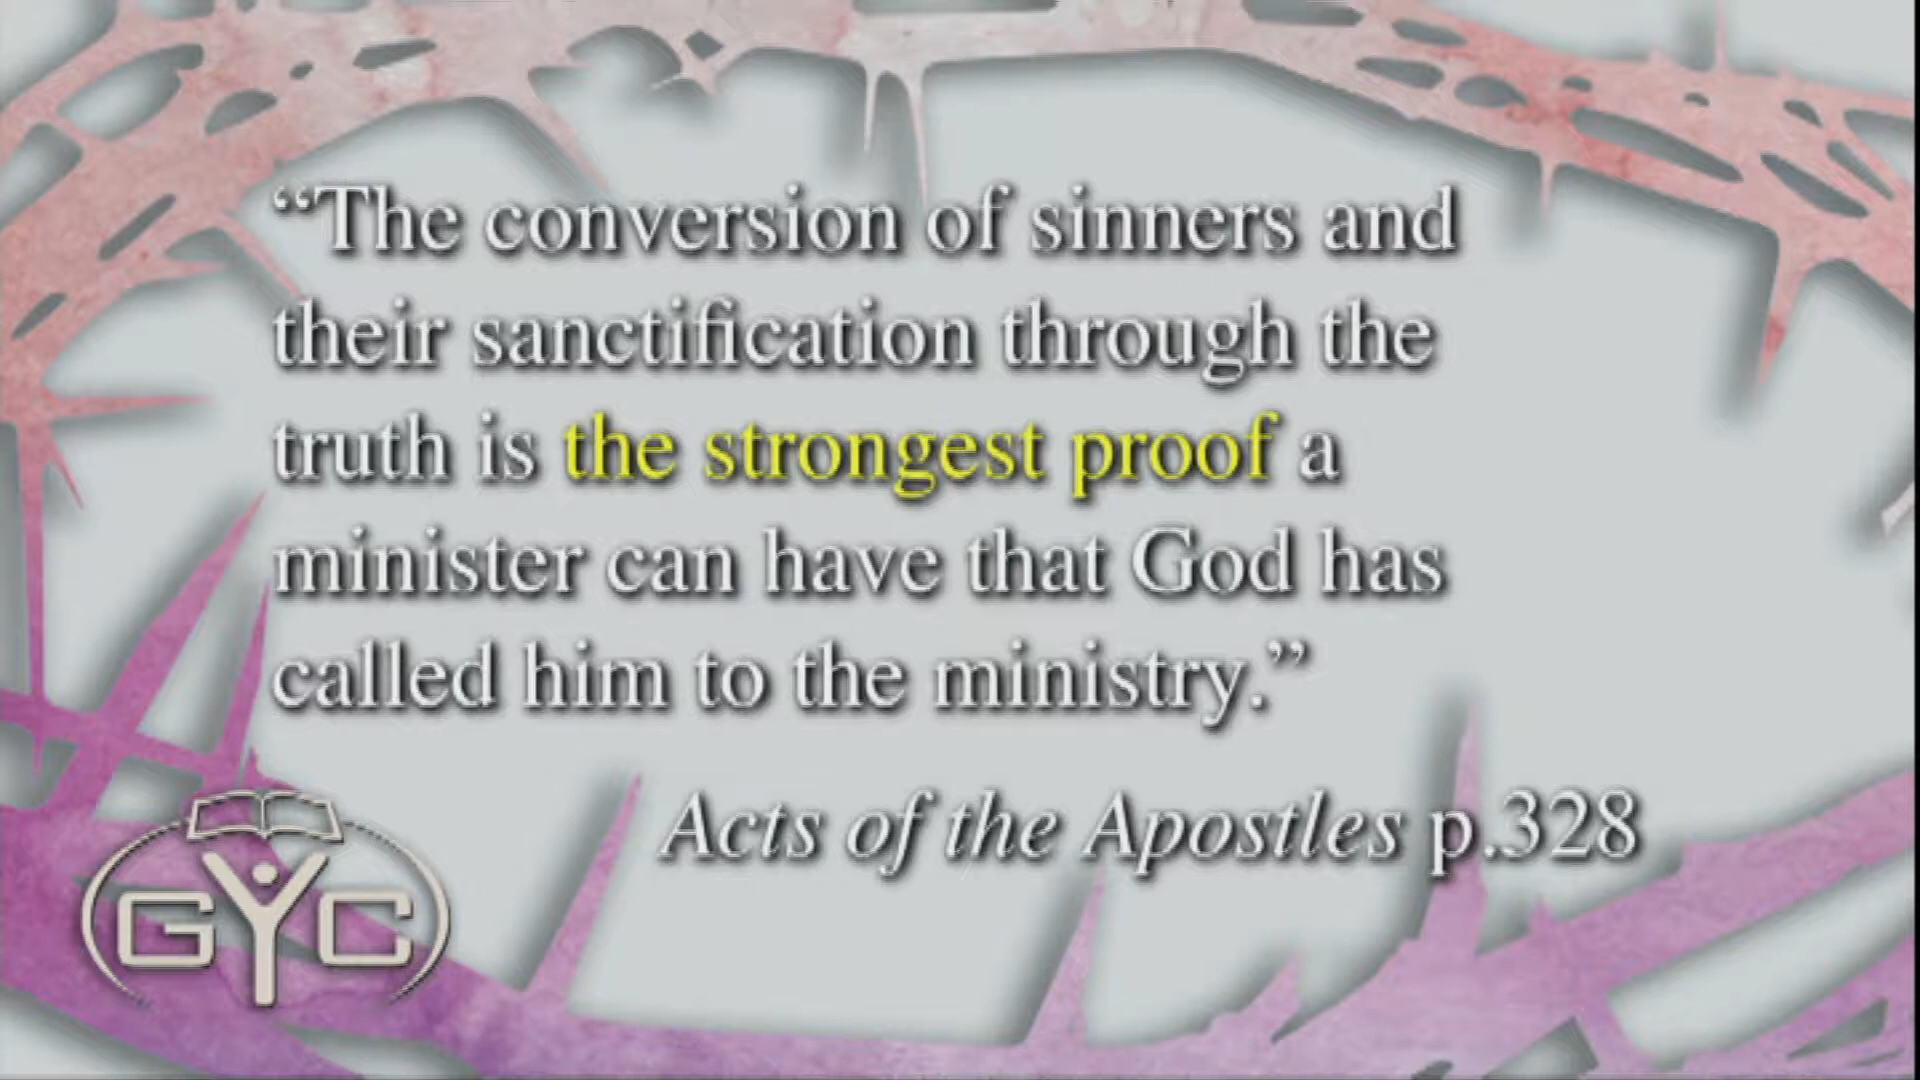 “The conversion of sinners and
their sanctification through the
truth is the strongest proof a
minister can have that God has
called him to the ministry.”
Acts of the Apostles p.328
GYC